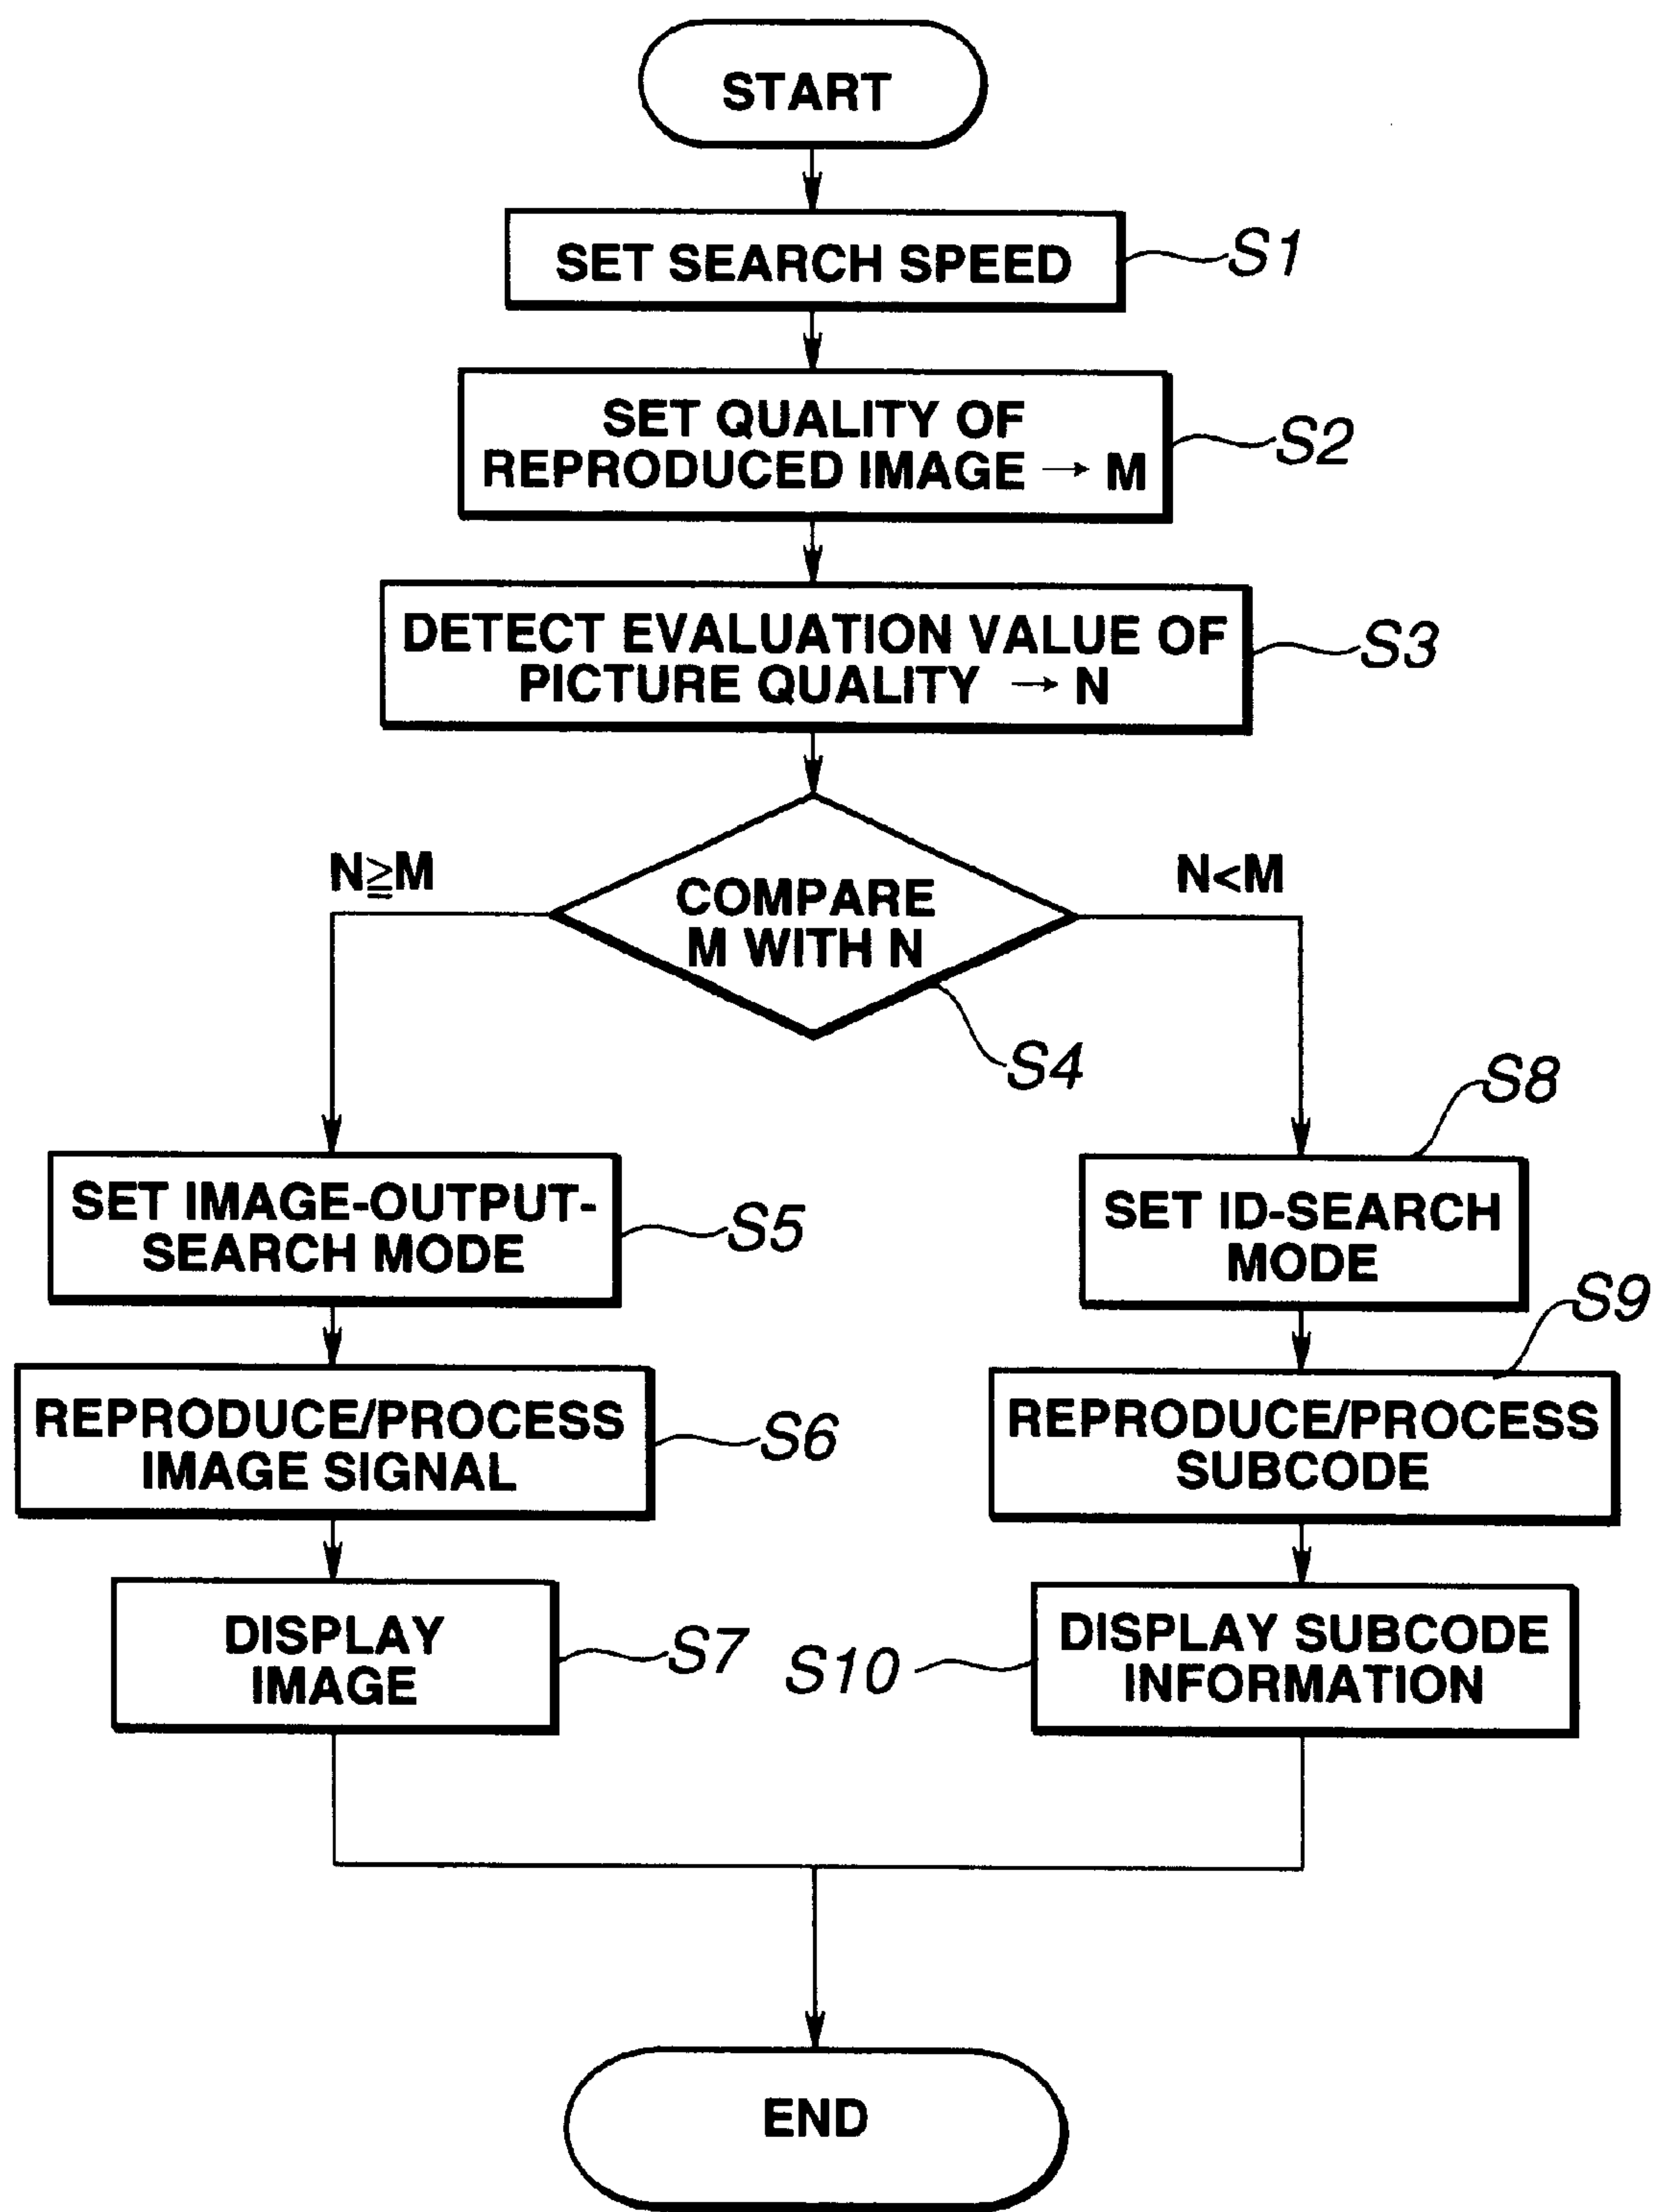 START
SET SEARCH SPEED
S1
SET QUALITY OF
REPRODUCED IMAGE → M
S2
DETECT EVALUATION VALUE OF
PICTURE QUALITY → N
S3
N≧M
N<M
COMPARE
M WITH N
S4
SET IMAGE-OUTPUT-
SEARCH MODE
S5
S8
SET ID-SEARCH
MODE
REPRODUCE/PROCESS
IMAGE SIGNAL
S6
S9
REPRODUCE/PROCESS
SUBCODE
DISPLAY
IMAGE
S7
S10
DISPLAY SUBCODE
INFORMATION
END